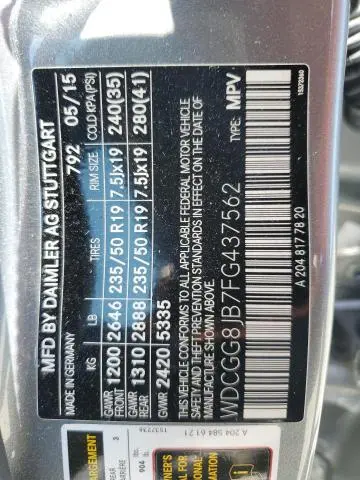 MFD BY DAIMLER AG STUTTGART
MADE IN GERMANY 792 05/15
KG LB TIRES RIM SIZE COLD KPA(PSI)
GAWR FRONT 1200 2646 235/50 R19 7.5Jx19 240(35)
GAWR REAR 1310 2888 235/50 R19 7.5Jx19 280(41)
GVWR 2420 5335
VEHICLE CONFORMS TO ALL APPLICABLE FEDERAL MOTOR VEHICLE
SAFETY AND THEFT PREVENTION STANDARDS IN EFFECT ON THE DATE OF
MANUFACTURE SHOWN ABOVE.
WDCGG8JB7FG437562 TYPE: MPV
A 204 817 78 20
A 204 584 61 21
904